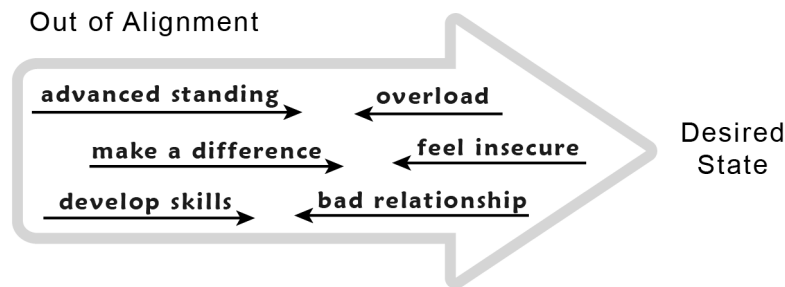 Out of Alignment
advanced standing
overload
make a difference
feel insecure
develop skills
bad relationship
Desired
State